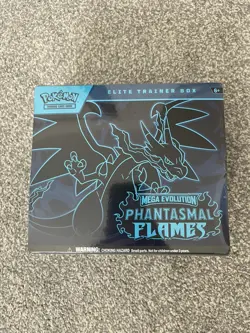 Pokémon
TRADING CARD GAME
ELITE TRAINER BOX
6+
MEGA EVOLUTION
PHANTASMAL
FLAMES
WARNING: CHOKING HAZARD Small parts. Not for children under 3 years.